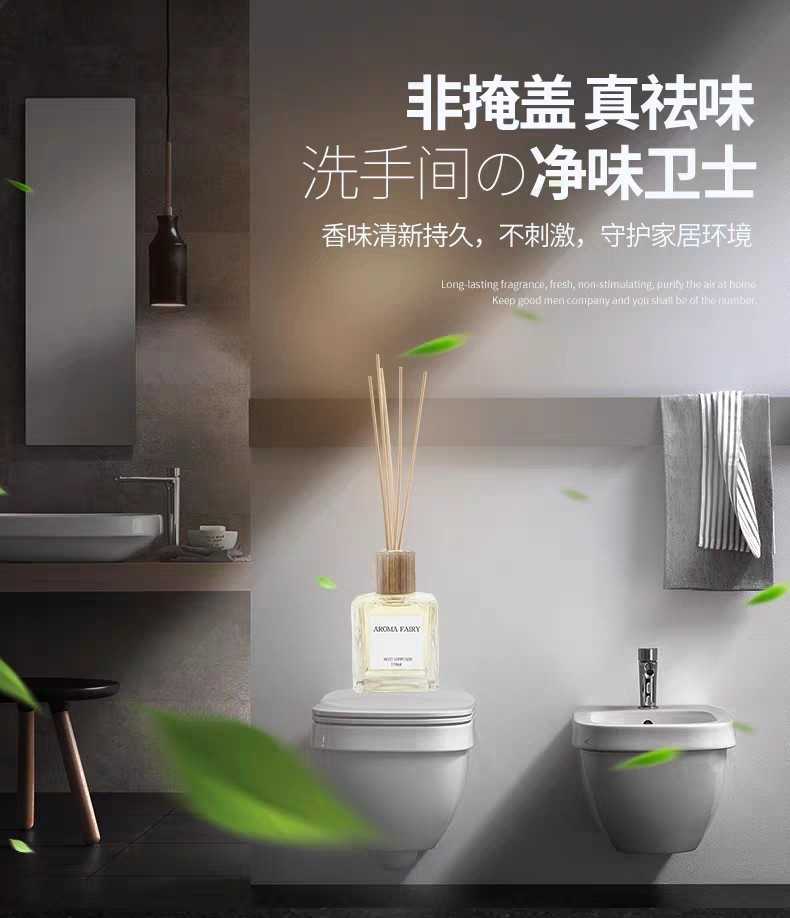 非掩盖 真祛味
洗手间の净味卫士
香味清新持久，不刺激，守护家居环境
Long-lasting fragrance, fresh, non-stimulating, purify the air at home
Keep good men company and you shall be of the number.
AROMA FAIRY